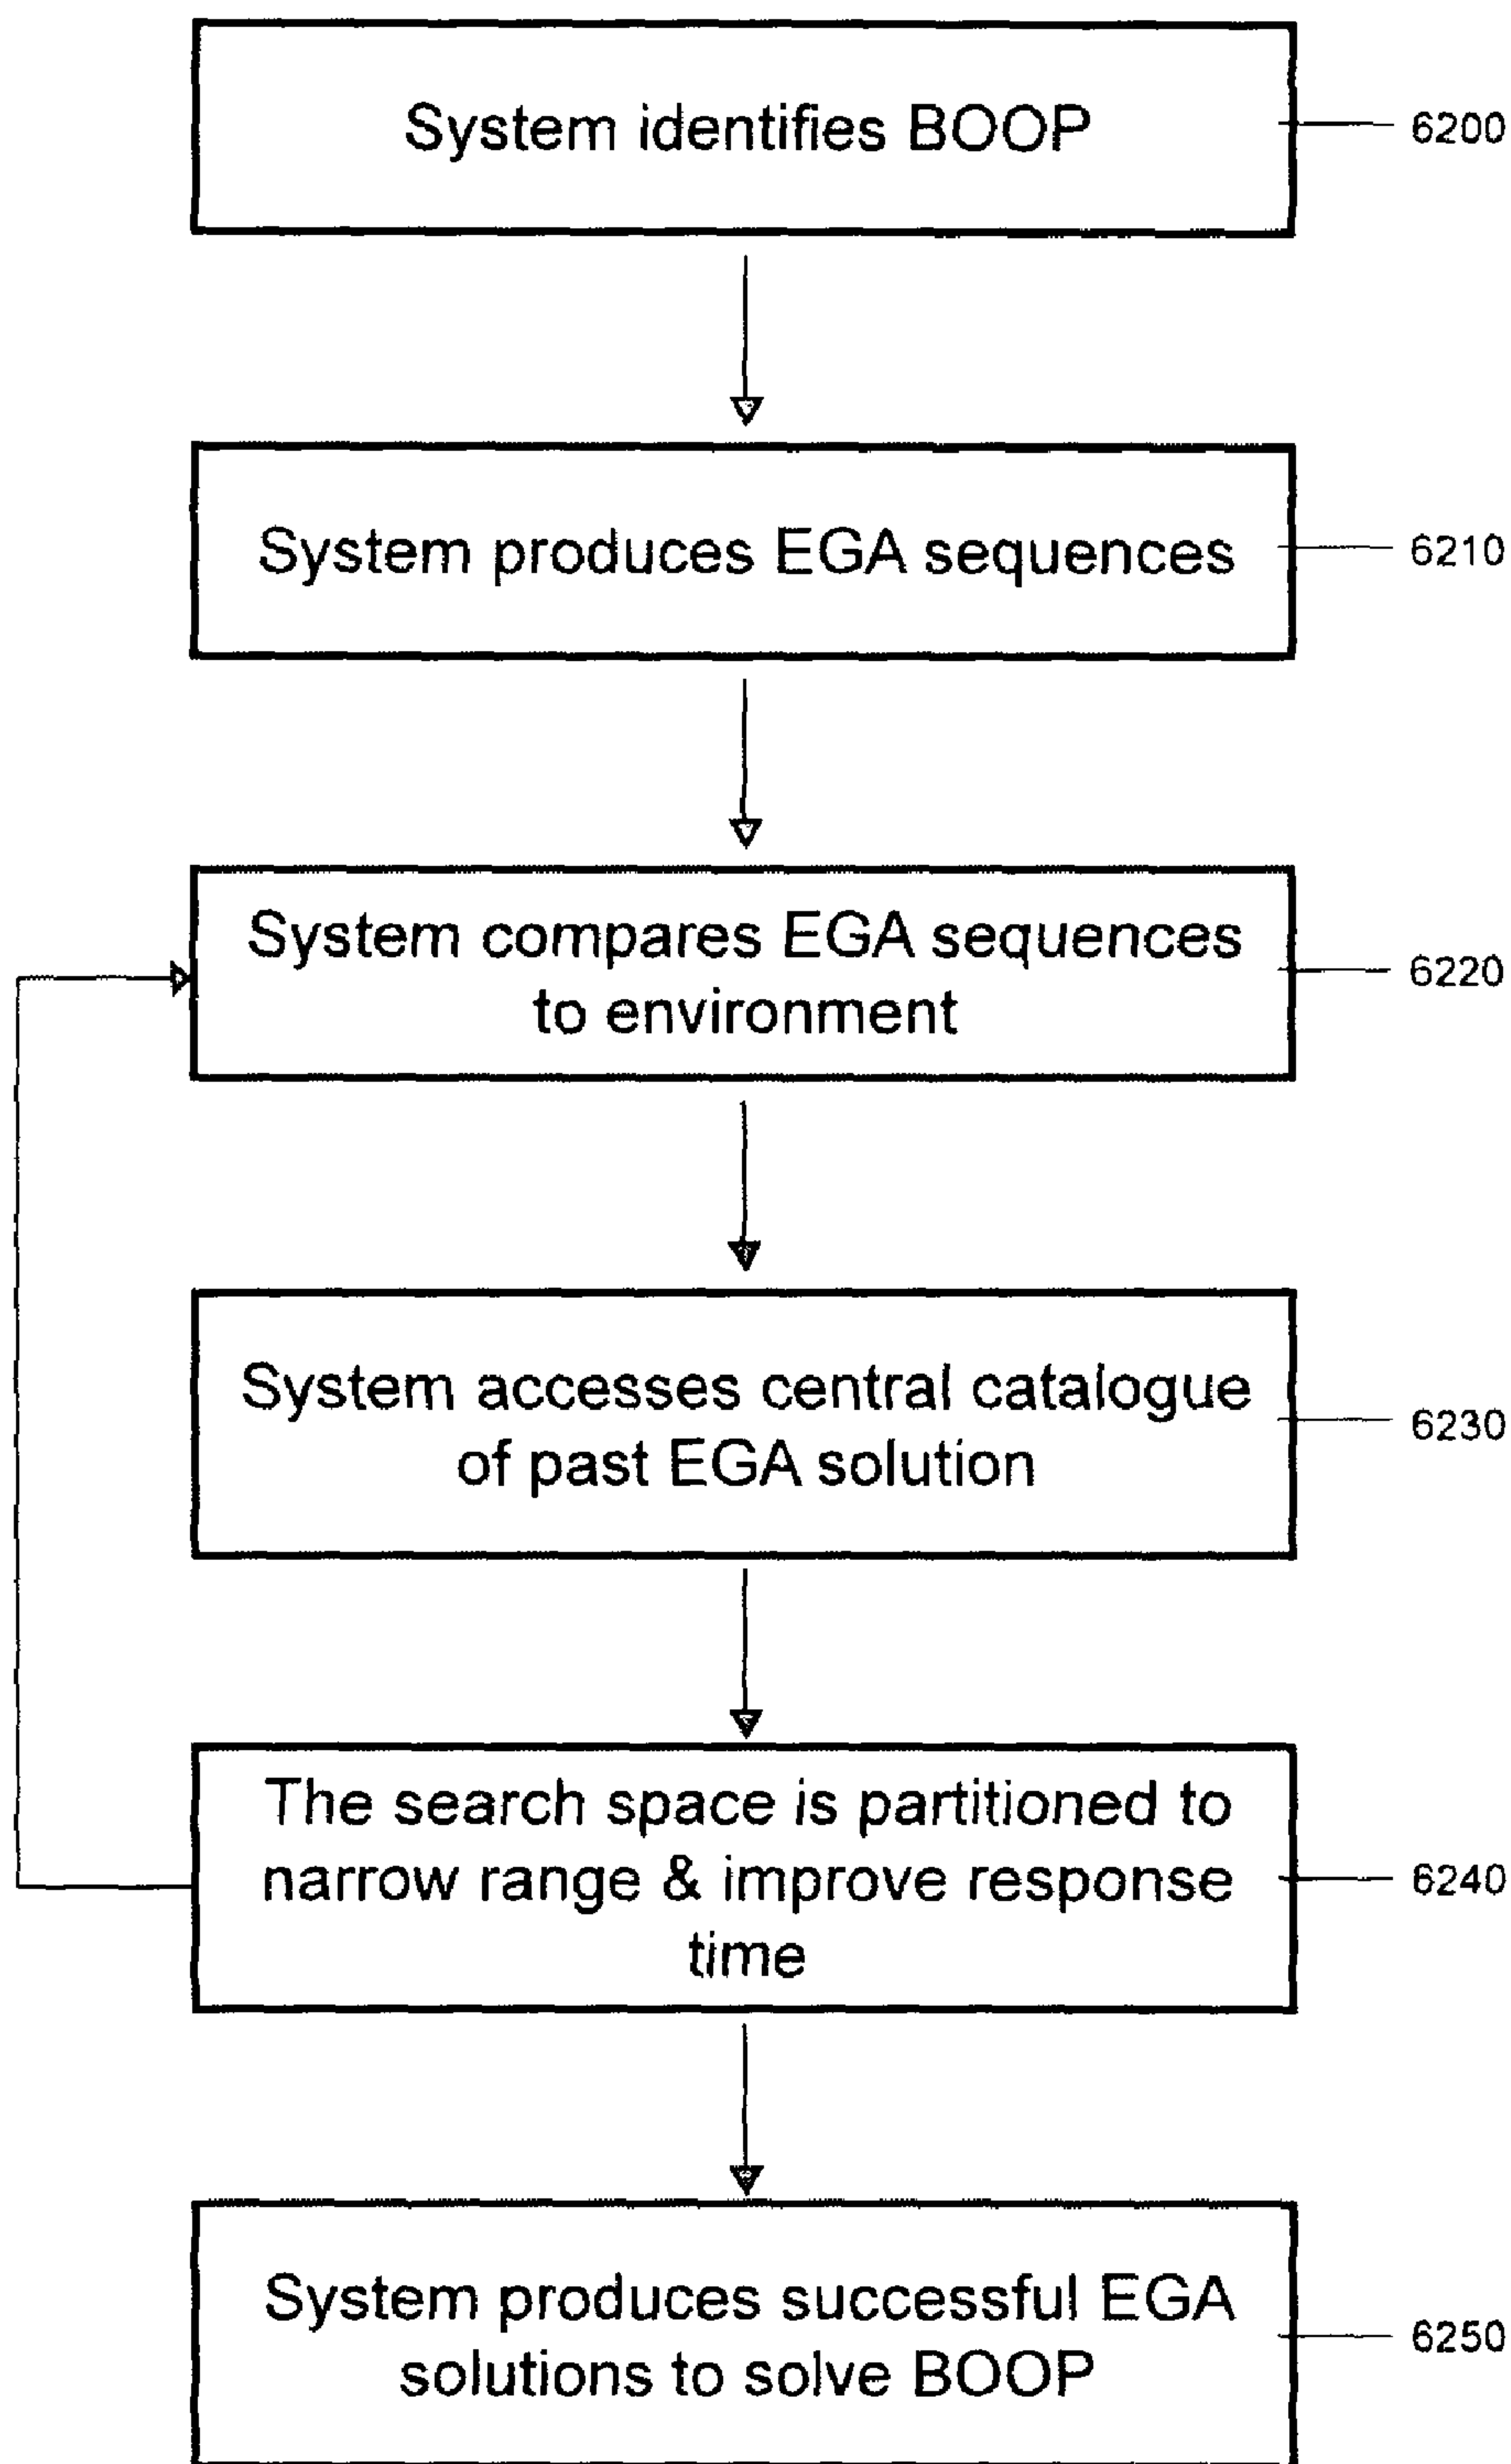 System identifies BOOP
6200
System produces EGA sequences
6210
System compares EGA sequences
to environment
6220
System accesses central catalogue
of past EGA solution
6230
The search space is partitioned to
narrow range & improve response
time
6240
System produces successful EGA
solutions to solve BOOP
6250